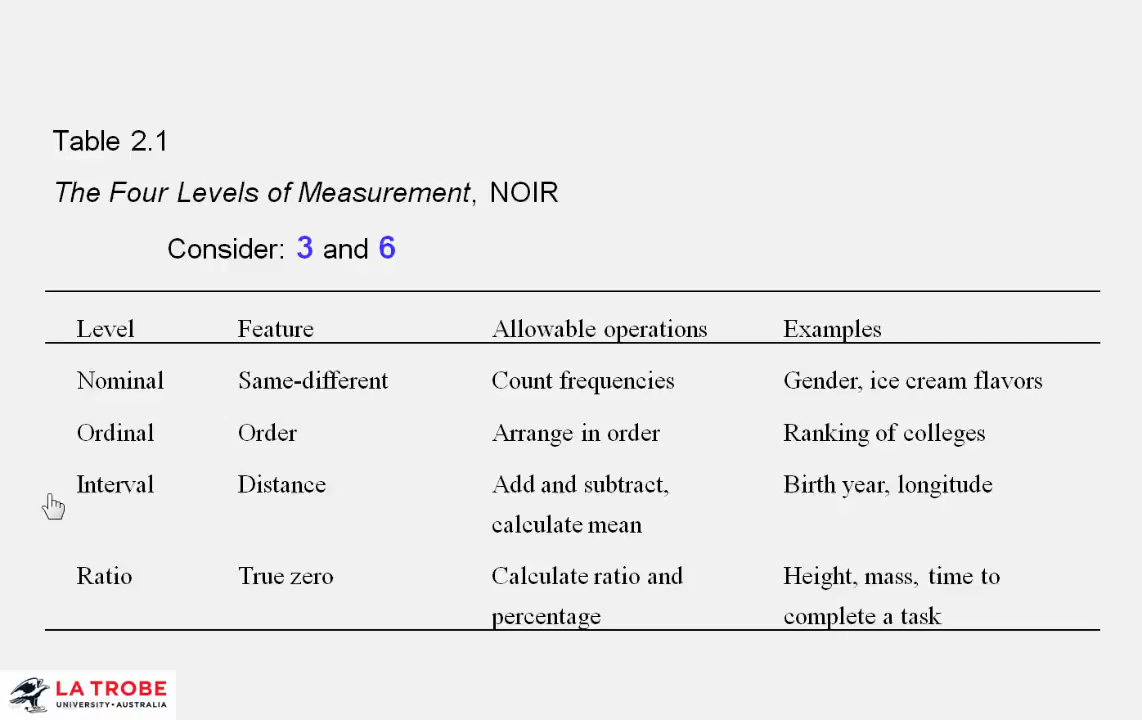 Table 2.1
The Four Levels of Measurement, NOIR
Consider: 3 and 6
Level Feature Allowable operations Examples
Nominal Same-different Count frequencies Gender, ice cream flavors
Ordinal Order Arrange in order Ranking of colleges
Interval Distance Add and subtract, Birth year, longitude
calculate mean
Ratio True zero Calculate ratio and Height, mass, time to
percentage complete a task
LA TROBE
UNIVERSITY • AUSTRALIA